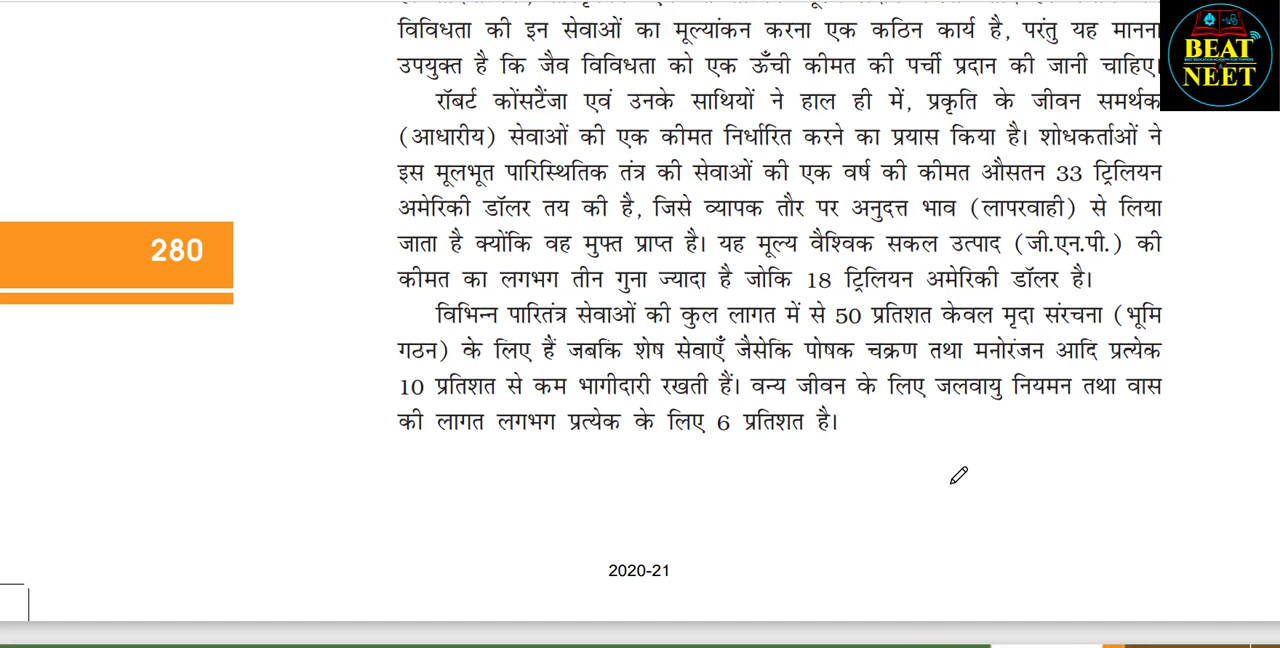 विविधता की इन सेवाओं का मूल्यांकन करना एक कठिन कार्य है, परंतु यह मानना
उपयुक्त है कि जैव विविधता को एक ऊँची कीमत की पर्ची प्रदान की जानी चाहिए।
रॉबर्ट कोंसटैंजा एवं उनके साथियों ने हाल ही में, प्रकृति के जीवन समर्थक
(आधारीय) सेवाओं की एक कीमत निर्धारित करने का प्रयास किया है। शोधकर्ताओं ने
इस मूलभूत पारिस्थितिक तंत्र की सेवाओं की एक वर्ष की कीमत औसतन 33 ट्रिलियन
अमेरिकी डॉलर तय की है, जिसे व्यापक तौर पर अनुदत्त भाव (लापरवाही) से लिया
जाता है क्योंकि वह मुफ्त प्राप्त है। यह मूल्य वैश्विक सकल उत्पाद (जी.एन.पी.) की
कीमत का लगभग तीन गुना ज्यादा है जोकि 18 ट्रिलियन अमेरिकी डॉलर है।
विभिन्न पारितंत्र सेवाओं की कुल लागत में से 50 प्रतिशत केवल मृदा संरचना (भूमि
गठन) के लिए हैं जबकि शेष सेवाएँ जैसेकि पोषक चक्रण तथा मनोरंजन आदि प्रत्येक
10 प्रतिशत से कम भागीदारी रखती हैं। वन्य जीवन के लिए जलवायु नियमन तथा वास
की लागत लगभग प्रत्येक के लिए 6 प्रतिशत है।
280
2020-21
BEAT
NEET